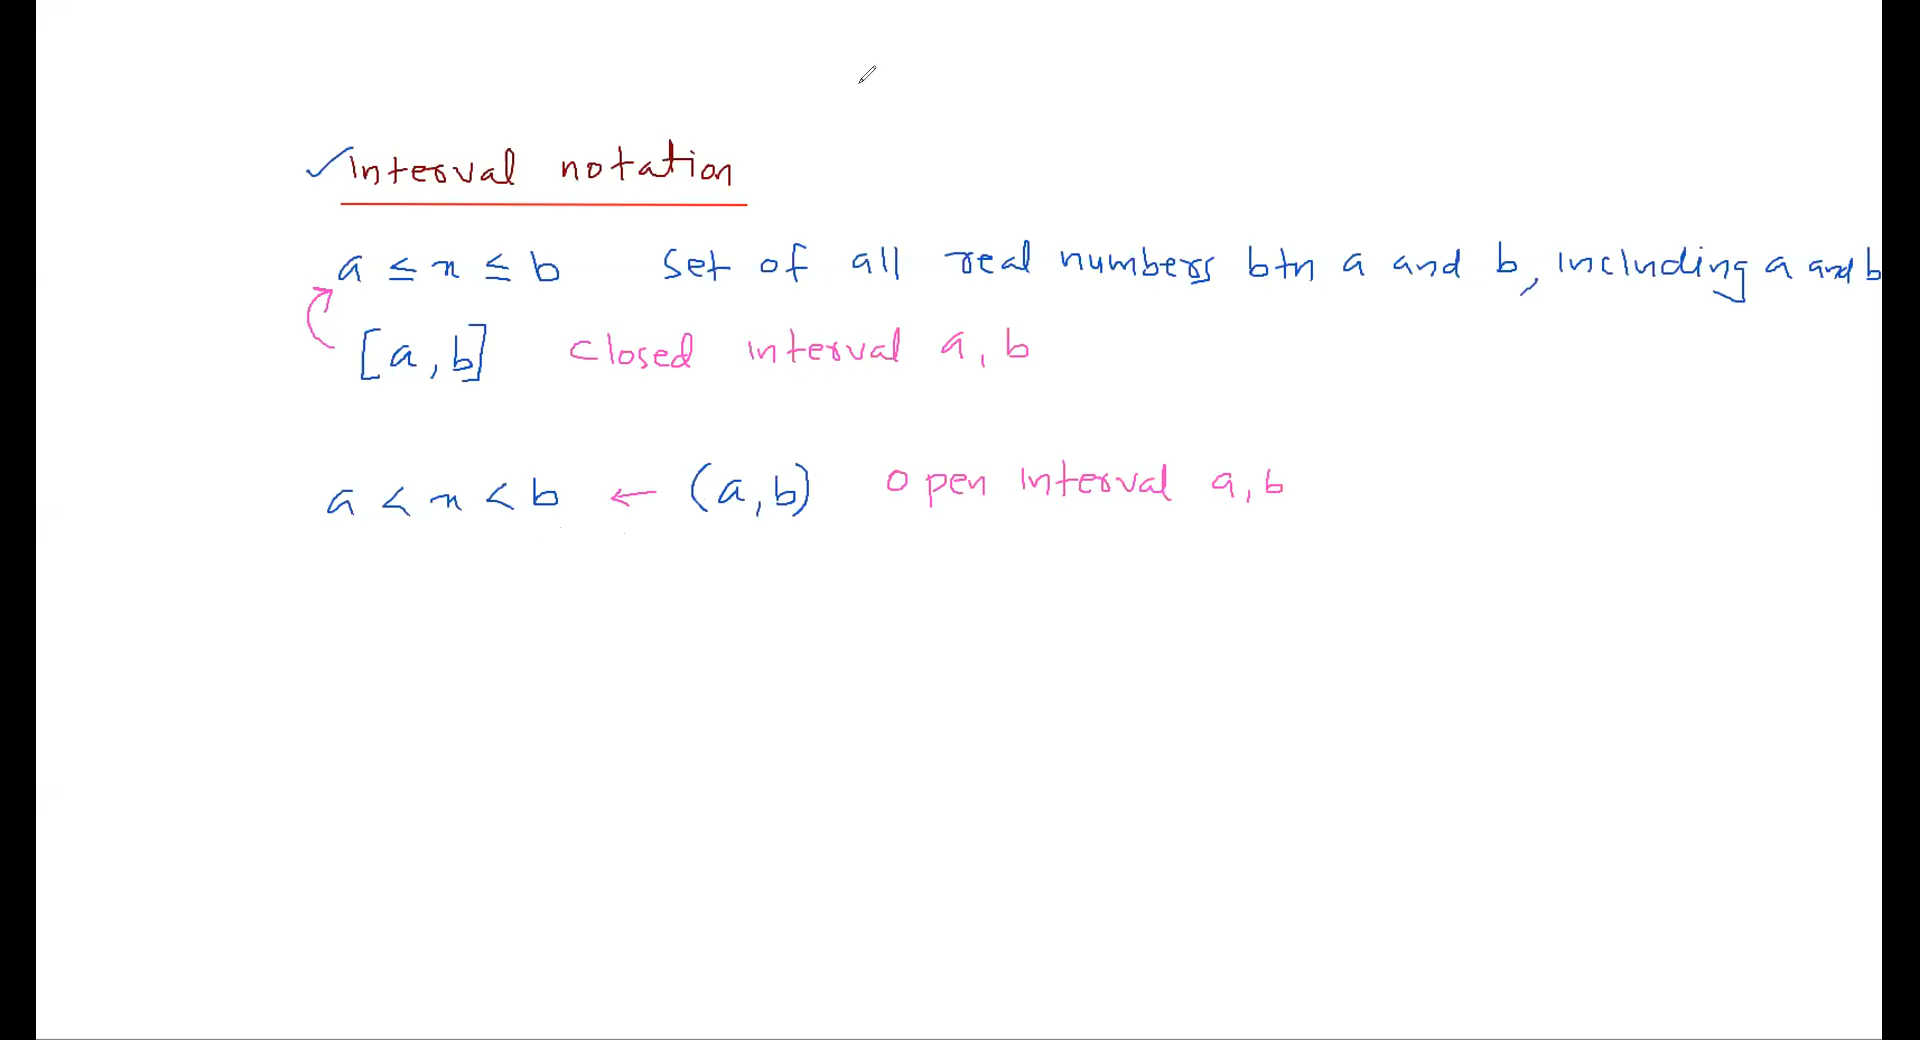 Interval notation
a ≤ x ≤ b set of all real numbers btn a and b, including a and b
[a, b] closed interval a, b
a < x < b ← (a, b) open interval a, b